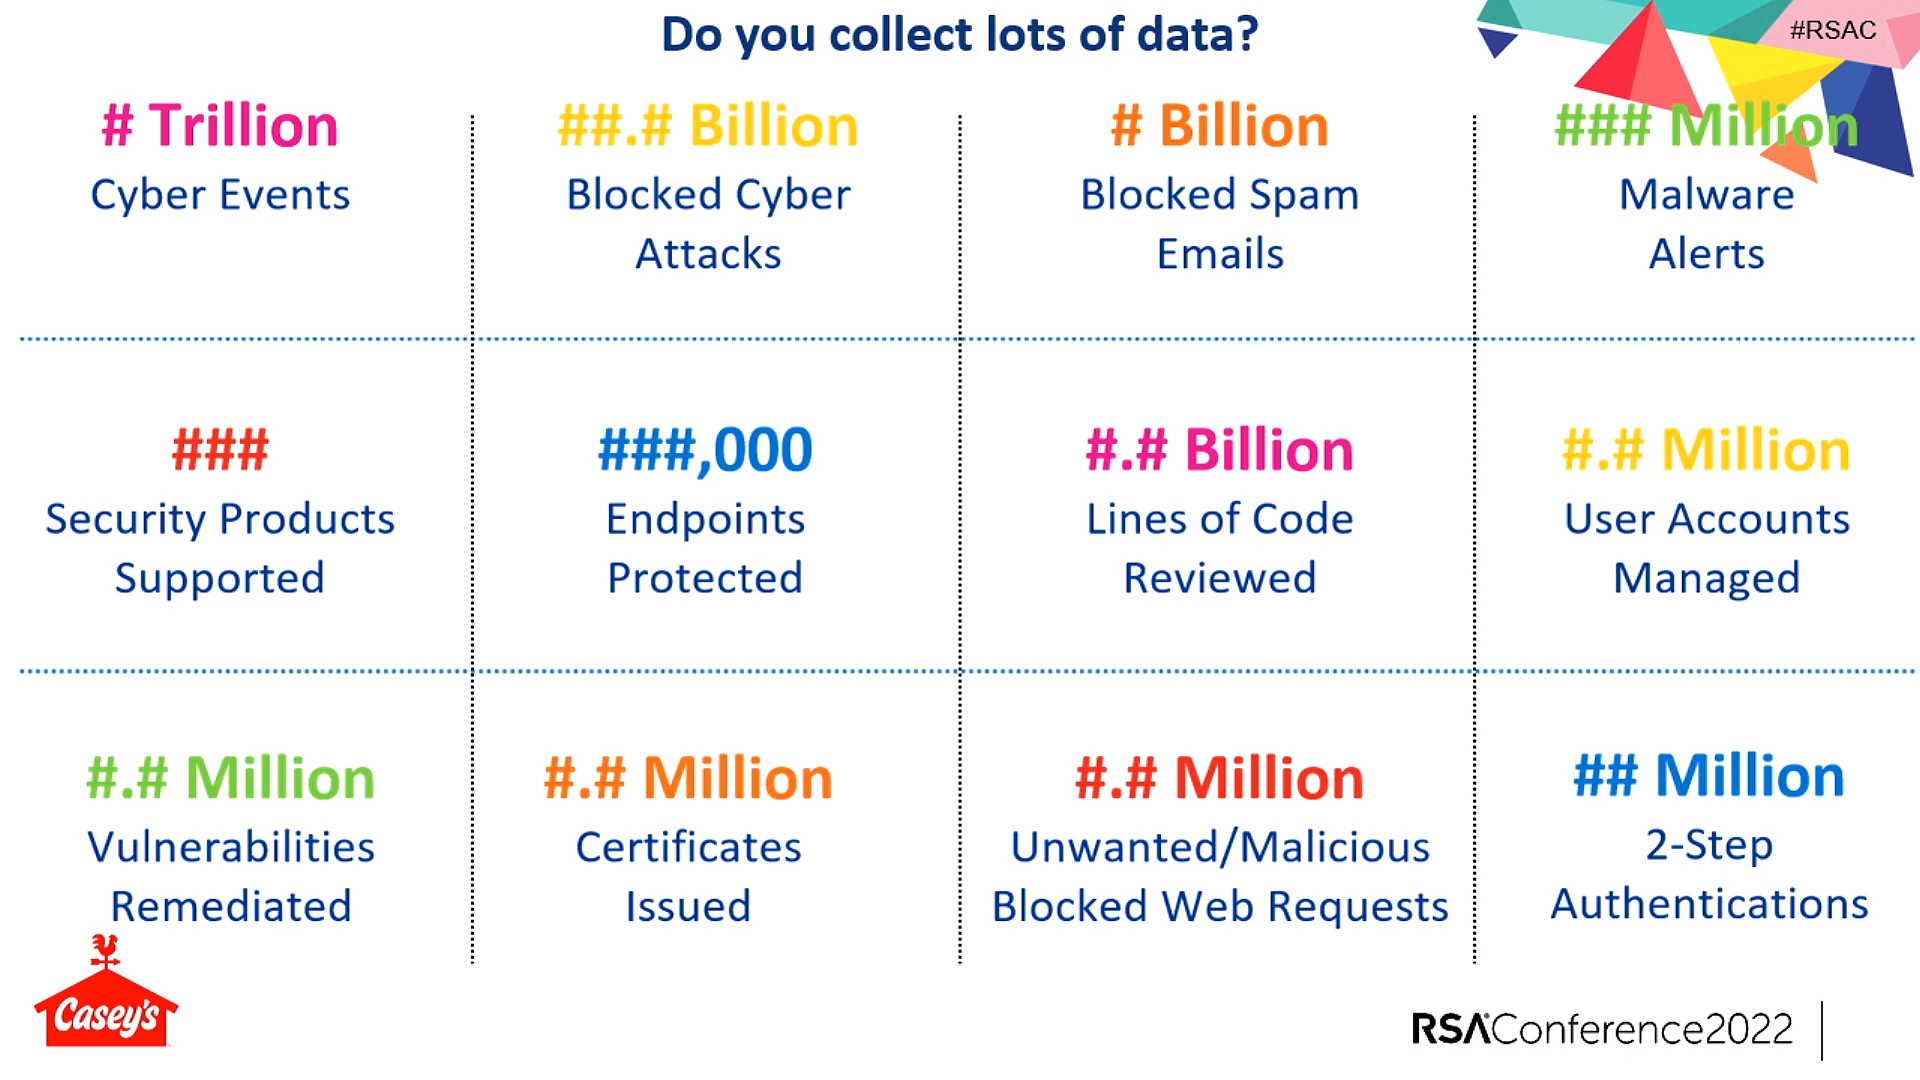 Do you collect lots of data?
#RSAC
# Trillion
Cyber Events
##.# Billion
Blocked Cyber
Attacks
# Billion
Blocked Spam
Emails
### Million
Malware
Alerts
###
Security Products
Supported
###,000
Endpoints
Protected
#.# Billion
Lines of Code
Reviewed
#.# Million
User Accounts
Managed
#.# Million
Vulnerabilities
Remediated
#.# Million
Certificates
Issued
#.# Million
Unwanted/Malicious
Blocked Web Requests
## Million
2-Step
Authentications
Casey's
RSAConference2022